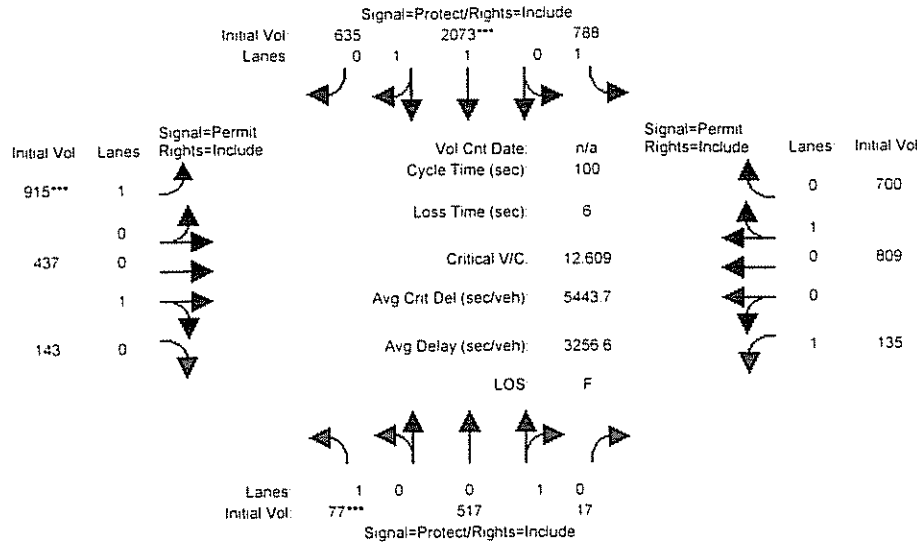 Signal=Protect/Rights=Include
Initial Vol: 635 2073*** 788
Lanes 0 1 1 0 1
Signal=Permit
Rights=Include
Initial Vol Lanes
915*** 1
0
437 0
1
143 0
Vol Cnt Date: n/a
Cycle Time (sec): 100
Loss Time (sec): 6
Critical V/C. 12.609
Avg Crit Del (sec/veh): 5443.7
Avg Delay (sec/veh): 3256 6
LOS F
Signal=Permit
Rights=Include
Lanes: Initial Vol
0 700
1
0 809
0
1 135
Lanes: 1 0 0 1 0
Initial Vol: 77*** 517 17
Signal=Protect/Rights=Include